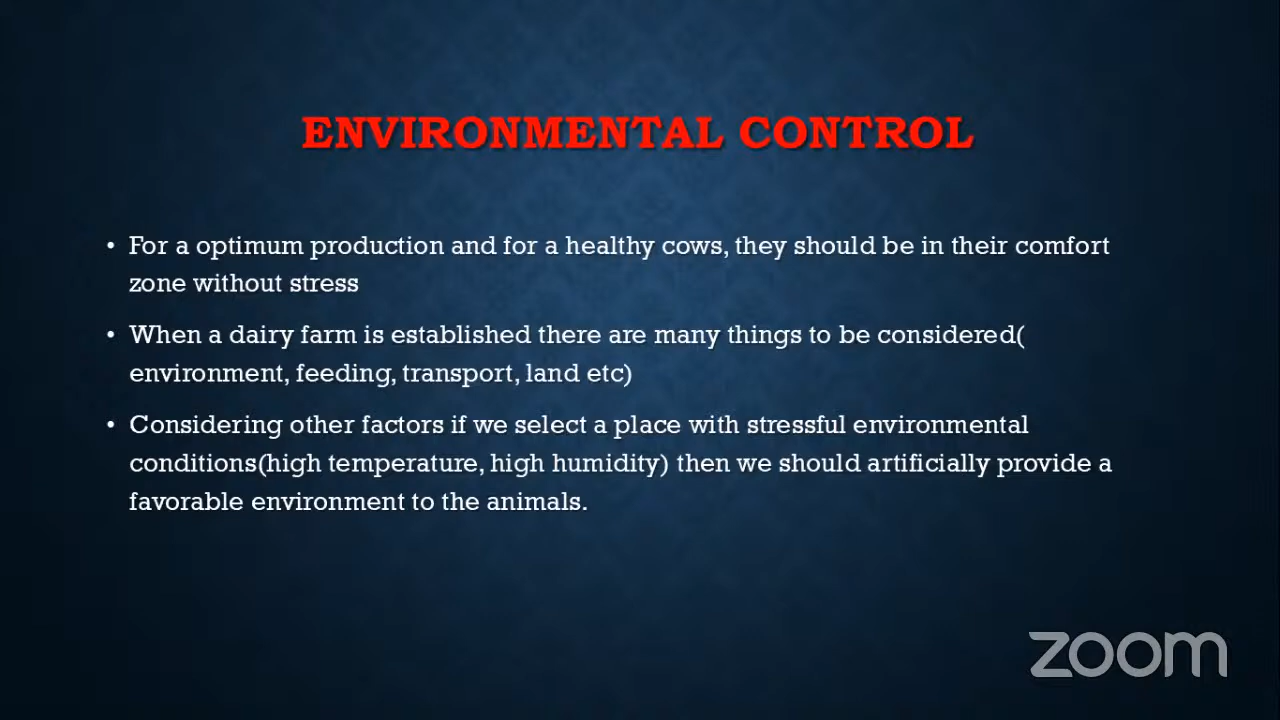 ENVIRONMENTAL CONTROL
• For a optimum production and for a healthy cows, they should be in their comfort
zone without stress
• When a dairy farm is established there are many things to be considered(
environment, feeding, transport, land etc)
• Considering other factors if we select a place with stressful environmental
conditions(high temperature, high humidity) then we should artificially provide a
favorable environment to the animals.
zoom